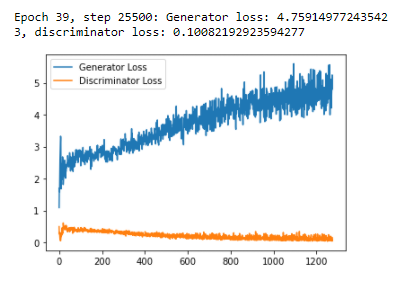 Epoch 39, step 25500: Generator loss: 4.75914977243542
3, discriminator loss: 0.10082192923594277
Generator Loss
Discriminator Loss
5
4
3
2
1
0
0 200 400 600 800 1000 1200